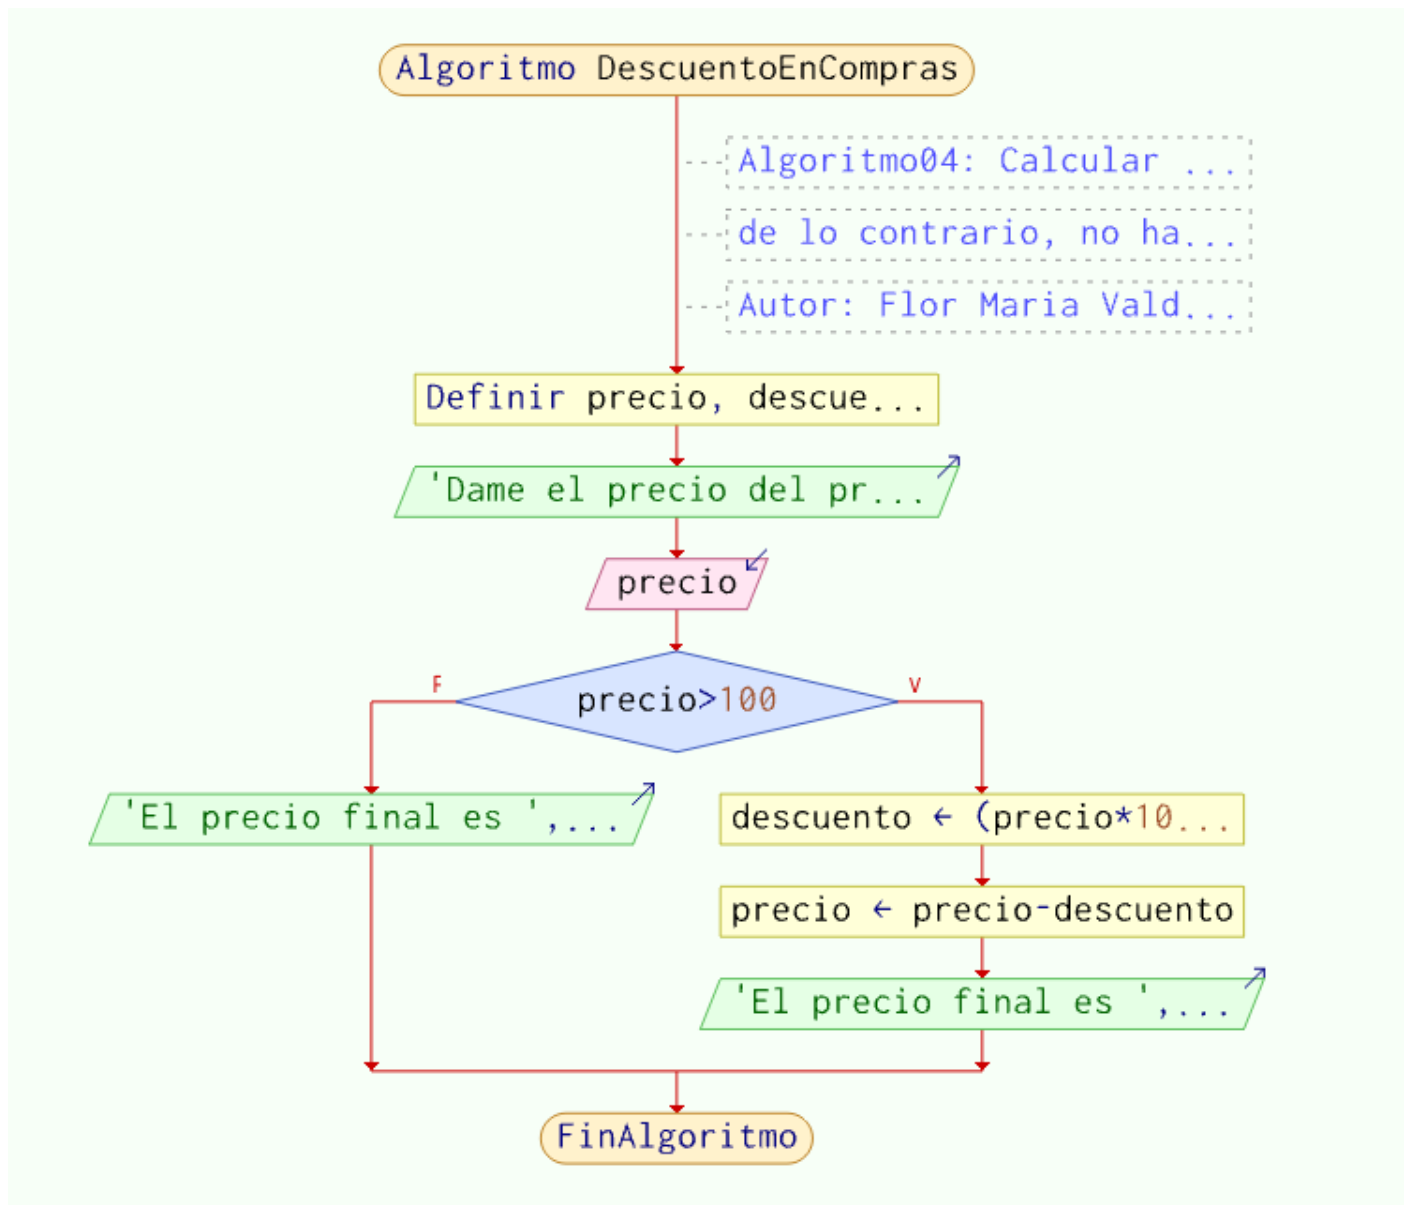 Algoritmo DescuentoEnCompras
Algoritmo04: Calcular ...
de lo contrario, no ha...
Autor: Flor Maria Vald...
Definir precio, descue...
'Dame el precio del pr...
precio
precio>100
F
V
'El precio final es ',...
descuento ← (precio*10...
precio ← precio-descuento
'El precio final es ',...
FinAlgoritmo